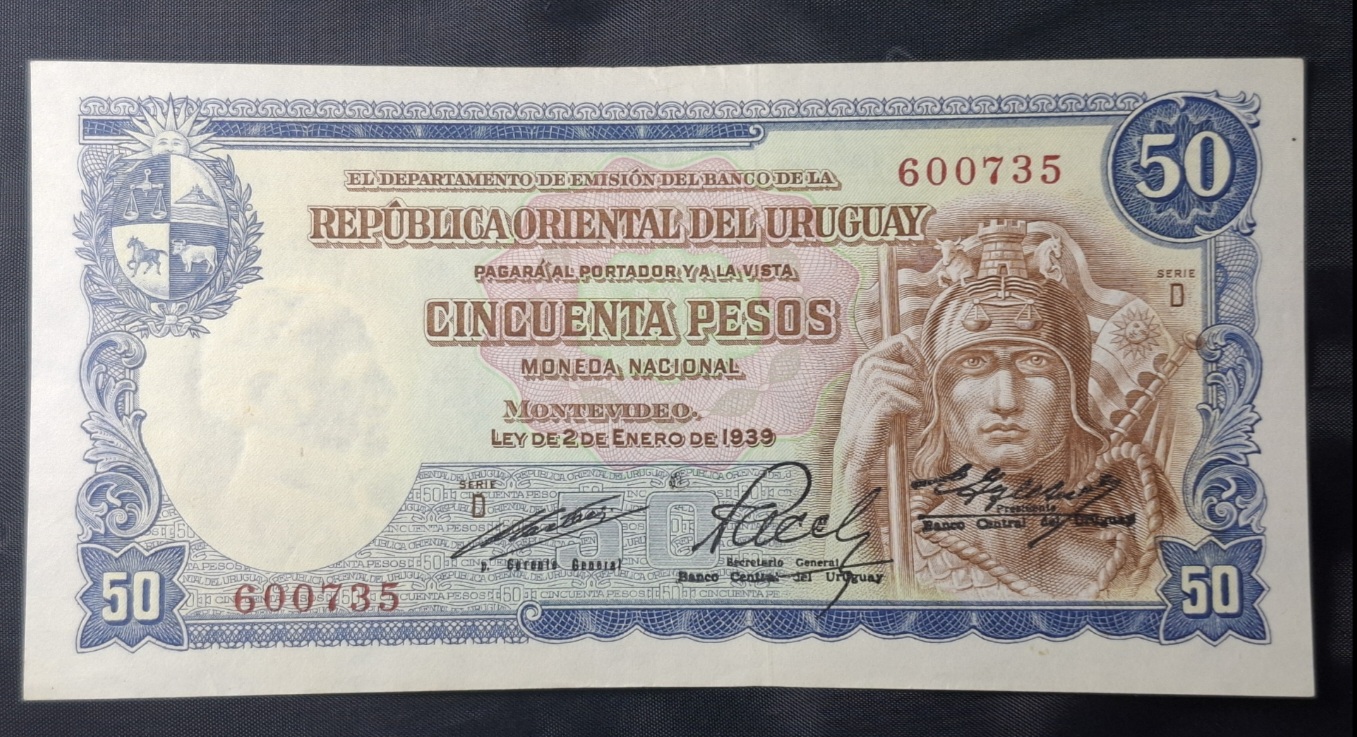 50
EL DEPARTAMENTO DE EMISIÓN DEL BANCO DE LA
600735
REPÚBLICA ORIENTAL DEL URUGUAY
PAGARÁ AL PORTADOR Y A LA VISTA
SERIE
D
CINCUENTA PESOS
MONEDA NACIONAL
MONTEVIDEO.
LEY DE 2 DE ENERO DE 1939
SERIE
D
50
Presidente
Banco Central del Uruguay
p. Gerente General
Secretario General
Banco Central del Uruguay
50
600735
50